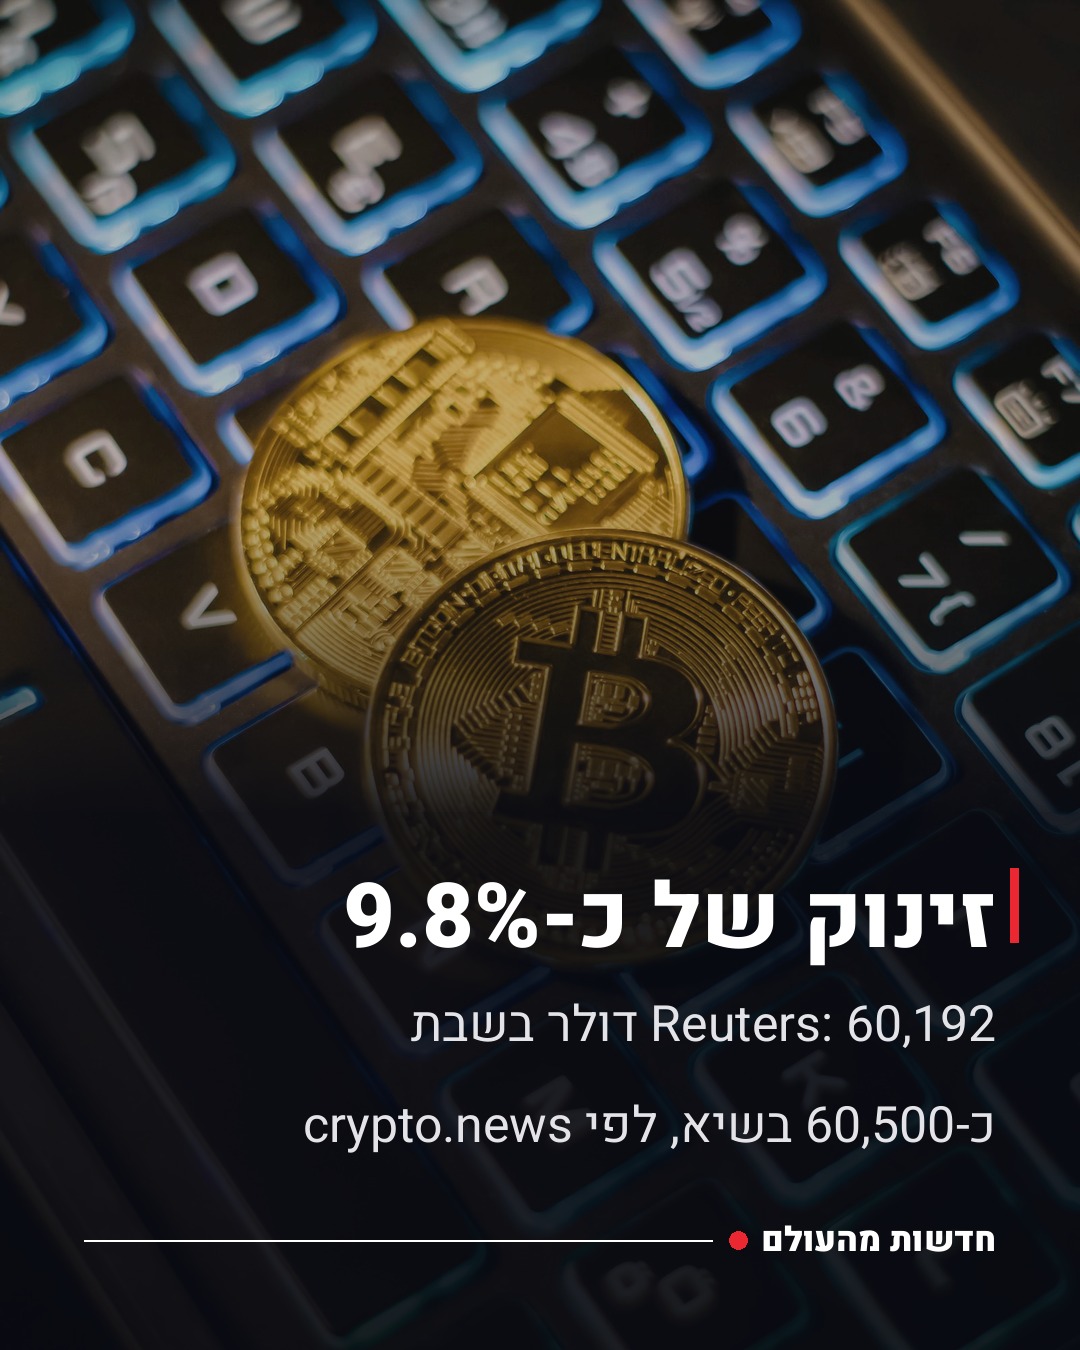 זינוק של כ-9.8%
Reuters: 60,192 דולר בשבת
כ-60,500 בשיא, לפי crypto.news
חדשות מהעולם